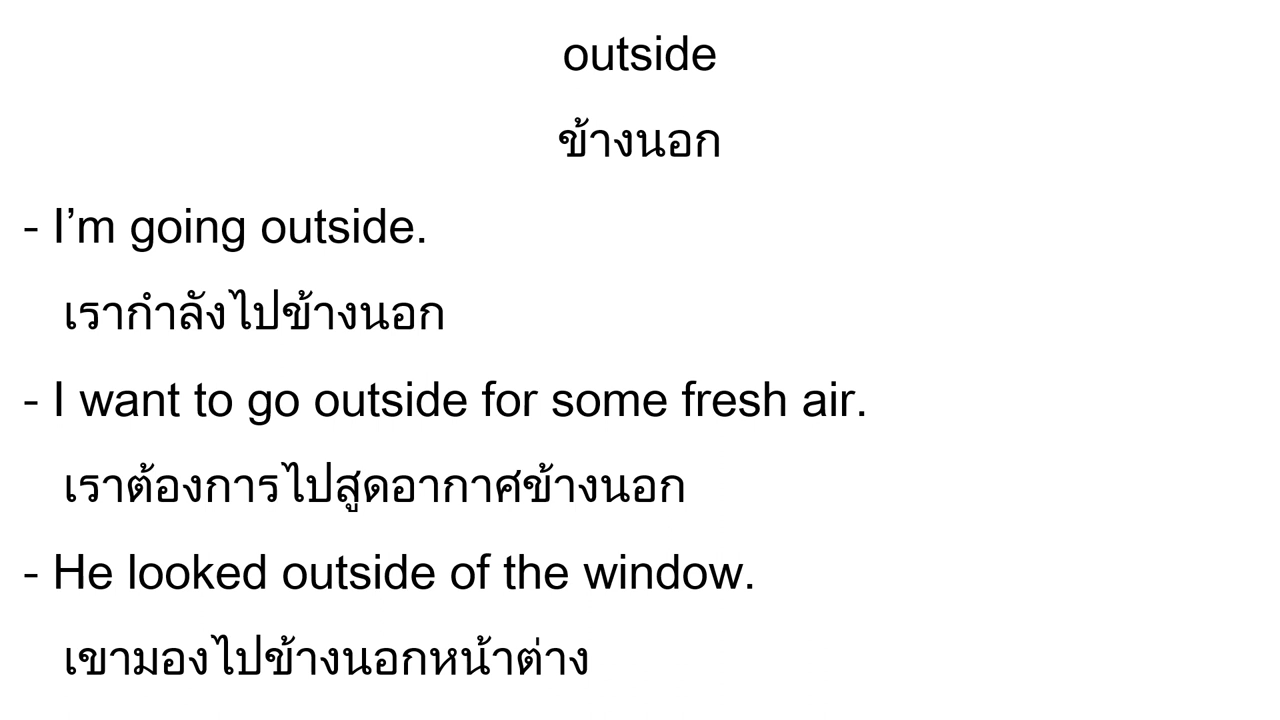 outside
ข้างนอก
- I’m going outside.
เรากำลังไปข้างนอก
- I want to go outside for some fresh air.
เราต้องการไปสูดอากาศข้างนอก
- He looked outside of the window.
เขามองไปข้างนอกหน้าต่าง